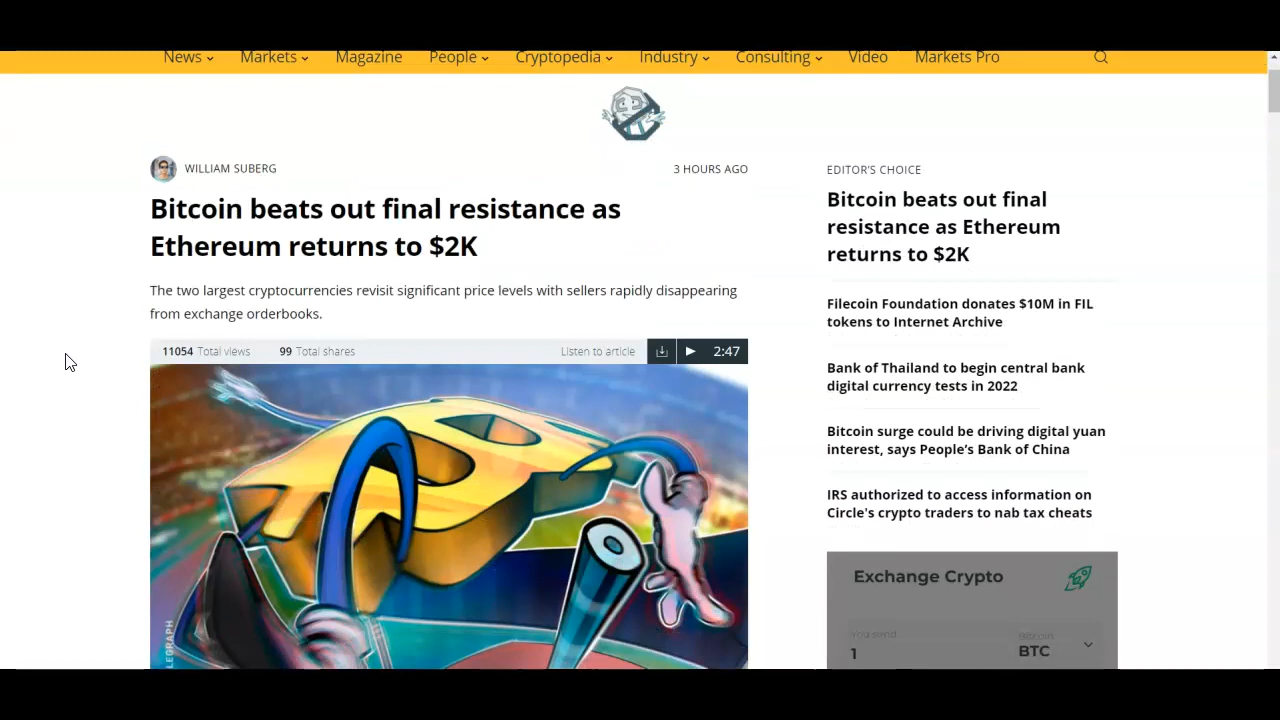 News Markets Magazine People Cryptopedia Industry Consulting Video Markets Pro
WILLIAM SUBERG
3 HOURS AGO
Bitcoin beats out final resistance as
Ethereum returns to $2K
The two largest cryptocurrencies revisit significant price levels with sellers rapidly disappearing
from exchange orderbooks.
11054 Total views 99 Total shares Listen to article 2:47
LEGRAPH
EDITOR'S CHOICE
Bitcoin beats out final
resistance as Ethereum
returns to $2K
Filecoin Foundation donates $10M in FIL
tokens to Internet Archive
Bank of Thailand to begin central bank
digital currency tests in 2022
Bitcoin surge could be driving digital yuan
interest, says People’s Bank of China
IRS authorized to access information on
Circle's crypto traders to nab tax cheats
Exchange Crypto
You send
Bitcoin
1
BTC